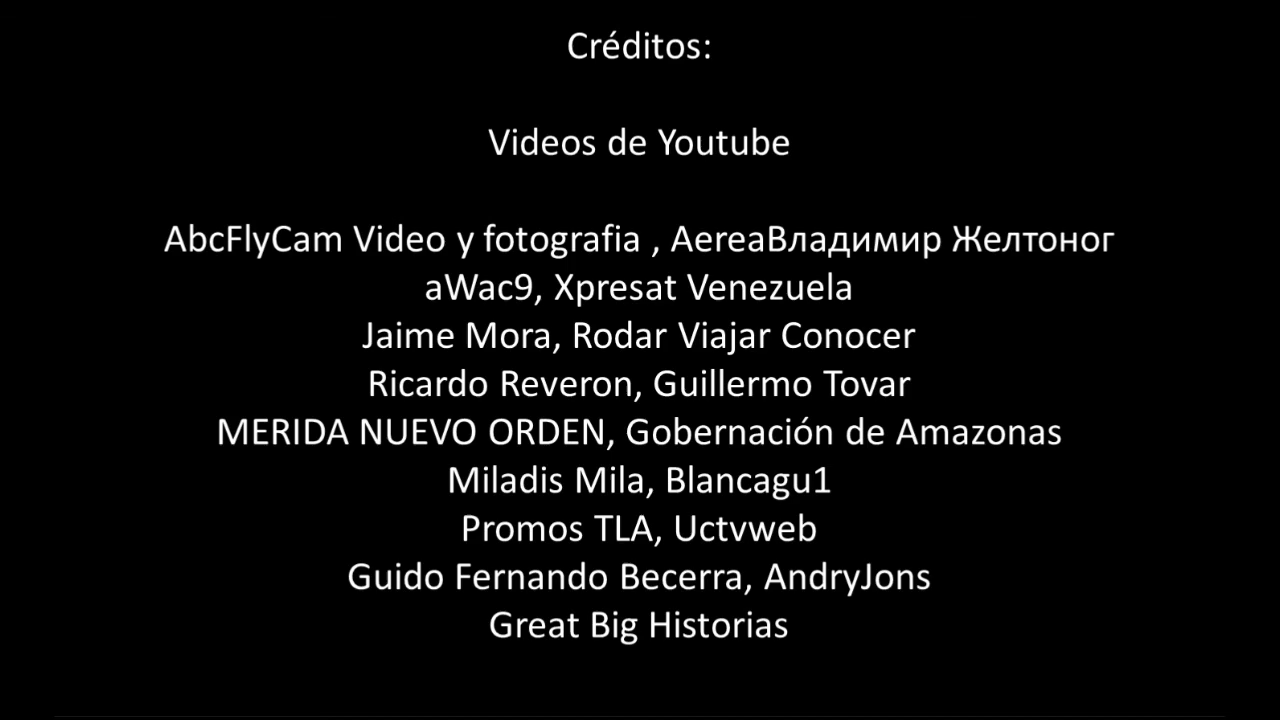 Créditos:
Videos de Youtube
AbcFlyCam Video y fotografia , AereaВладимир Желтоног
aWac9, Xpresat Venezuela
Jaime Mora, Rodar Viajar Conocer
Ricardo Reveron, Guillermo Tovar
MERIDA NUEVO ORDEN, Gobernación de Amazonas
Miladis Mila, Blancagu1
Promos TLA, Uctvweb
Guido Fernando Becerra, AndryJons
Great Big Historias